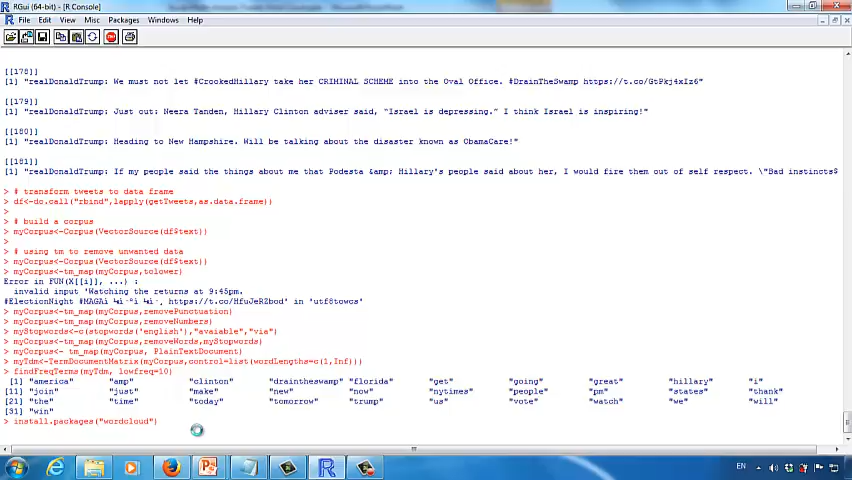 RGui (64-bit) - [R Console]
File Edit View Misc Packages Windows Help
[[178]]
[1] "realDonaldTrump: We must not let #CrookedHillary take her CRIMINAL SCHEME into the Oval Office. #DrainTheSwamp https://t.co/GtPkj4xIz6"
[[179]]
[1] "realDonaldTrump: Just out: Neera Tanden, Hillary Clinton adviser said, “Israel is depressing.” I think Israel is inspiring!"
[[180]]
[1] "realDonaldTrump: Heading to New Hampshire. Will be talking about the disaster known as ObamaCare!"
[[181]]
[1] "realDonaldTrump: If my people said the things about me that Podesta &amp; Hillary's people said about her, I would fire them out of self respect. \"Bad instincts$
> # transform tweets to data frame
> df<-do.call("rbind",lapply(getTweets,as.data.frame))
>
> # build a corpus
> myCorpus<-Corpus(VectorSource(df$text))
>
> # using tm to remove unwanted data
> myCorpus<-Corpus(VectorSource(df$text))
> myCorpus<-tm_map(myCorpus,tolower)
Error in FUN(X[[i]], ...) :
invalid input 'Watching the returns at 9:45pm.
#ElectionNight https://t.co/HfuJeR2bod' in 'utf8towcs'
> myCorpus<-tm_map(myCorpus,removePunctuation)
> myCorpus<-tm_map(myCorpus,removeNumbers)
> myStopwords<-c(stopwords('english'),"avaiable","via")
> myCorpus<-tm_map(myCorpus,removeWords,myStopwords)
> myCorpus<- tm_map(myCorpus, PlainTextDocument)
> myTdm<-TermDocumentMatrix(myCorpus,control=list(wordLengths=c(1,Inf)))
> findFreqTerms(myTdm, lowfreq=10)
[1] "america" "amp" "clinton" "draintheswamp" "florida" "get" "going" "great" "hillary" "i"
[11] "join" "just" "make" "new" "now" "nytimes" "people" "pm" "states" "thank"
[21] "the" "time" "today" "tomorrow" "trump" "us" "vote" "watch" "we" "will"
[31] "win"
> install.packages("wordcloud")
EN